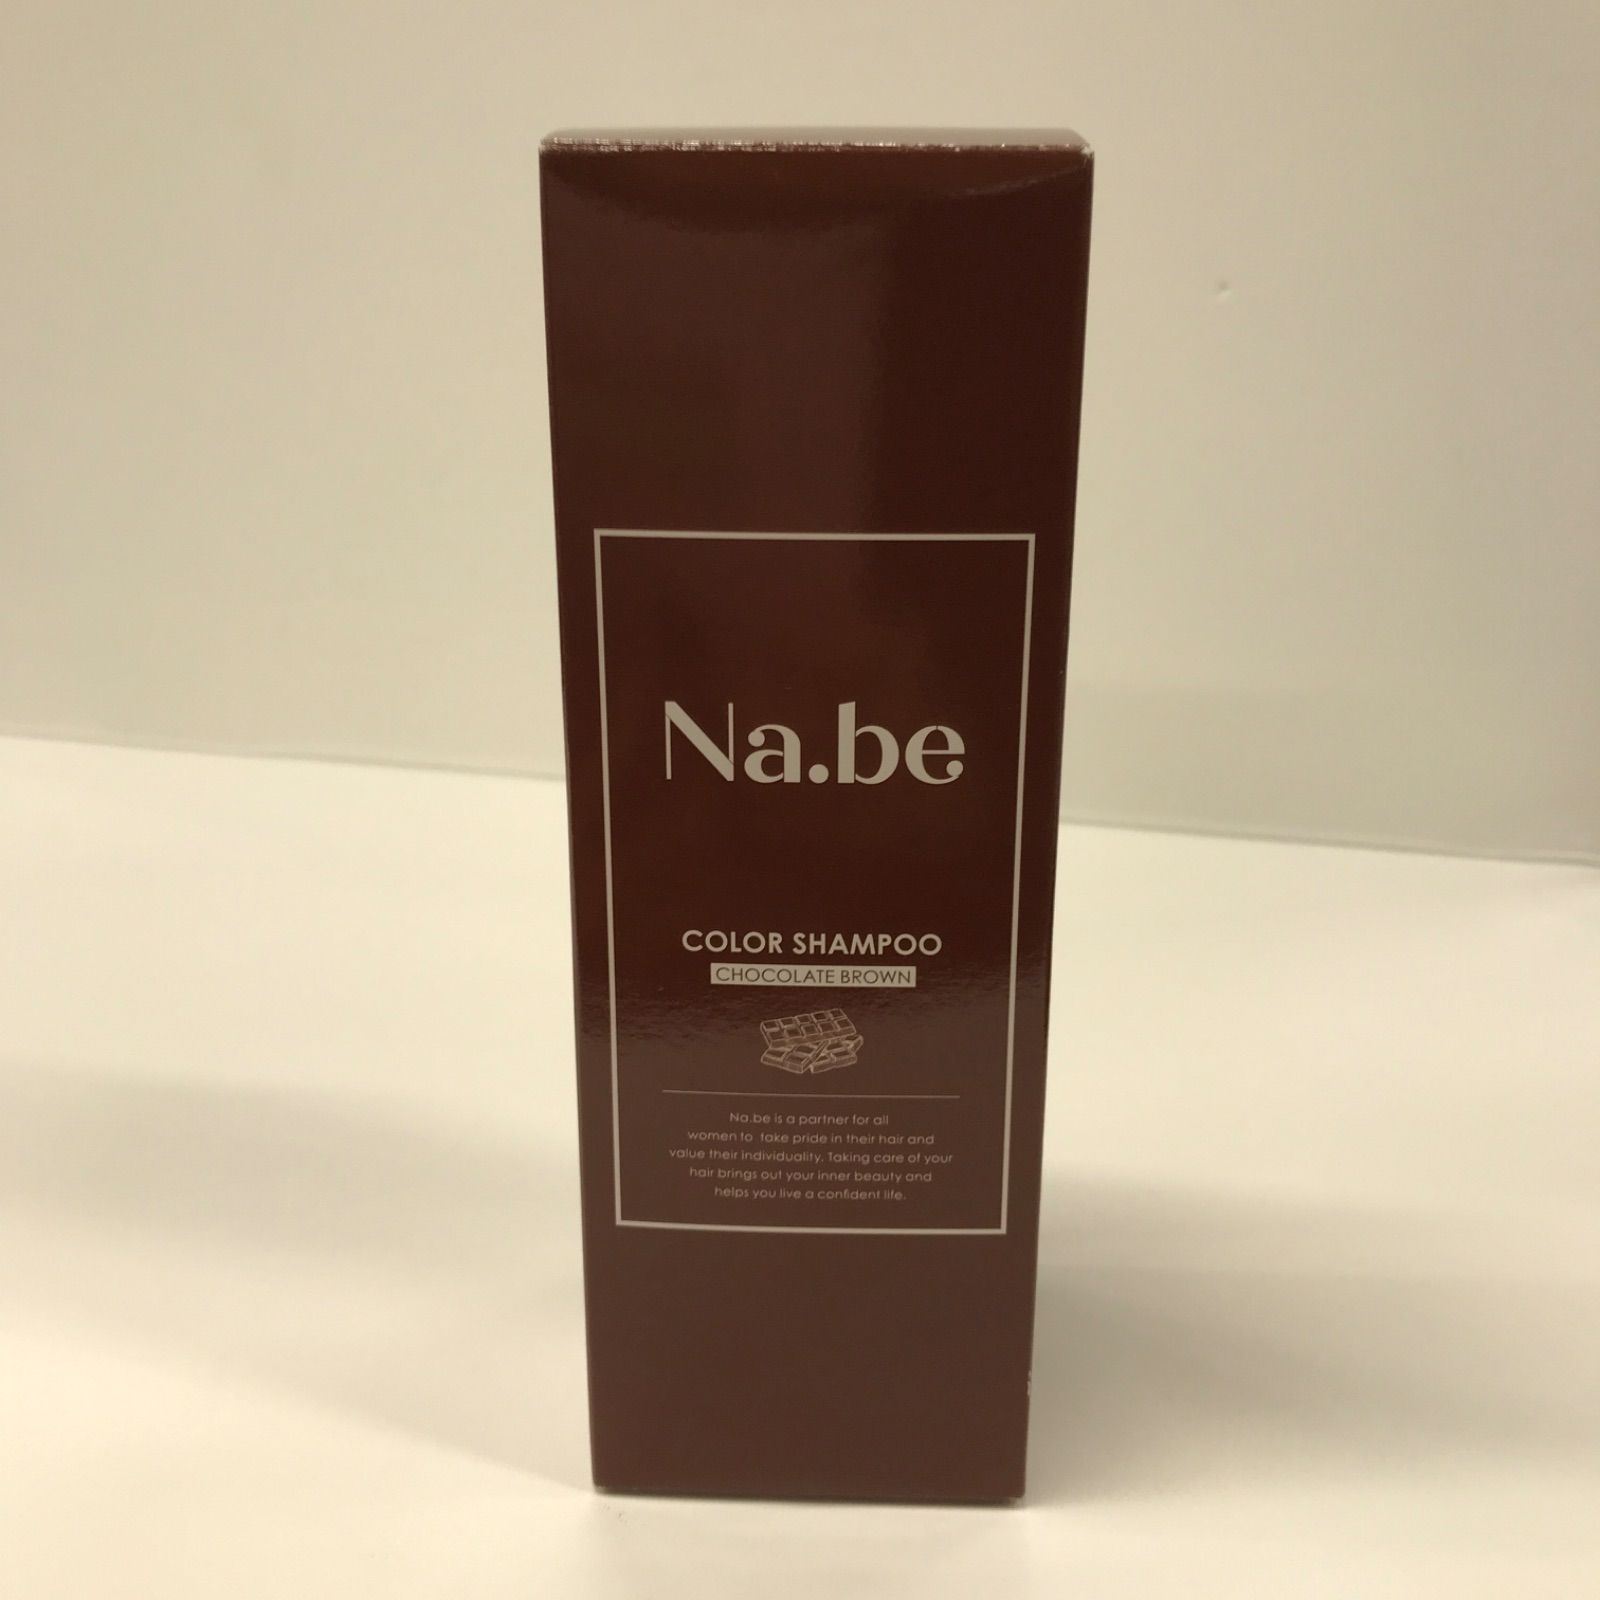 Na.be
COLOR SHAMPOO
CHOCOLATE BROWN
Na.be is a partner for all
women to take pride in their hair and
value their individuality. Taking care of your
hair brings out your inner beauty and
helps you live a confident life.